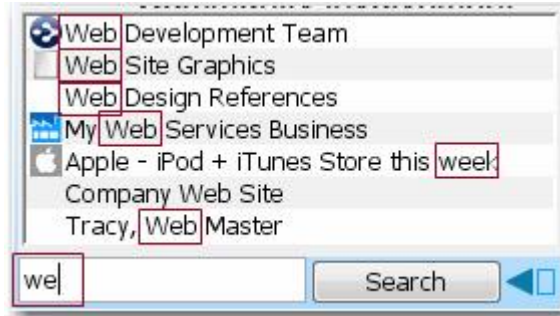 Web Development Team
Web Site Graphics
Web Design References
My Web Services Business
Apple - iPod + iTunes Store this week
Company Web Site
Tracy, Web Master
we
Search